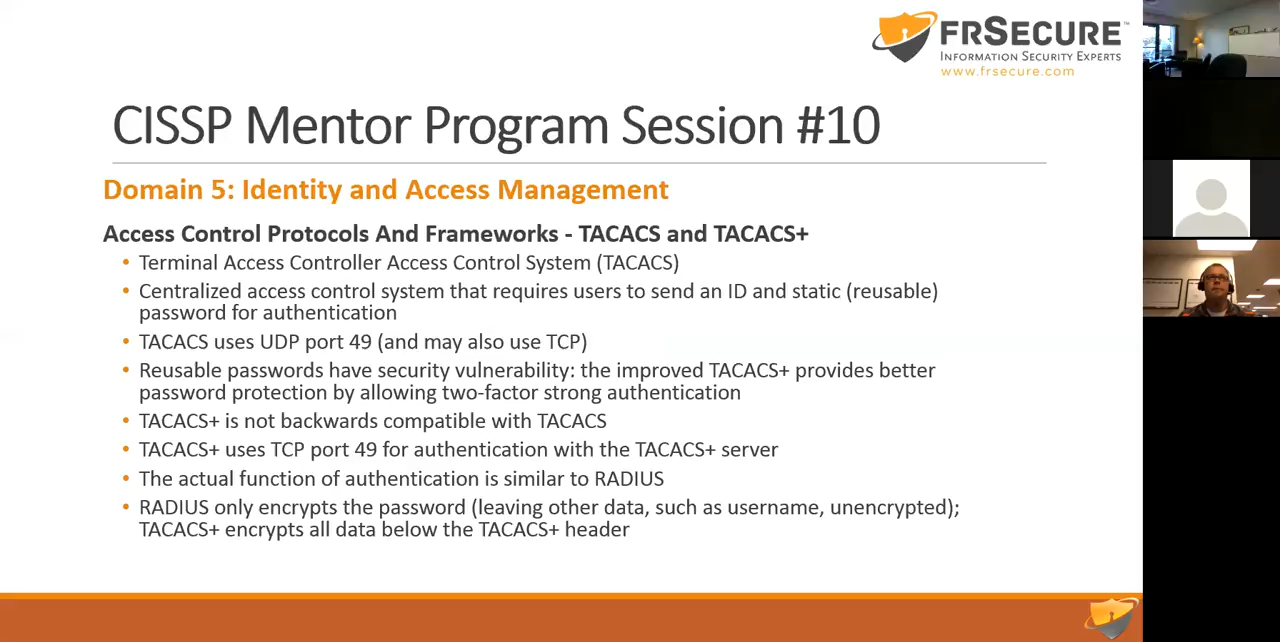 FRSECURE™
INFORMATION SECURITY EXPERTS
www.frsecure.com
CISSP Mentor Program Session #10
Domain 5: Identity and Access Management
Access Control Protocols And Frameworks - TACACS and TACACS+
• Terminal Access Controller Access Control System (TACACS)
• Centralized access control system that requires users to send an ID and static (reusable)
password for authentication
• TACACS uses UDP port 49 (and may also use TCP)
• Reusable passwords have security vulnerability: the improved TACACS+ provides better
password protection by allowing two-factor strong authentication
• TACACS+ is not backwards compatible with TACACS
• TACACS+ uses TCP port 49 for authentication with the TACACS+ server
• The actual function of authentication is similar to RADIUS
• RADIUS only encrypts the password (leaving other data, such as username, unencrypted);
TACACS+ encrypts all data below the TACACS+ header